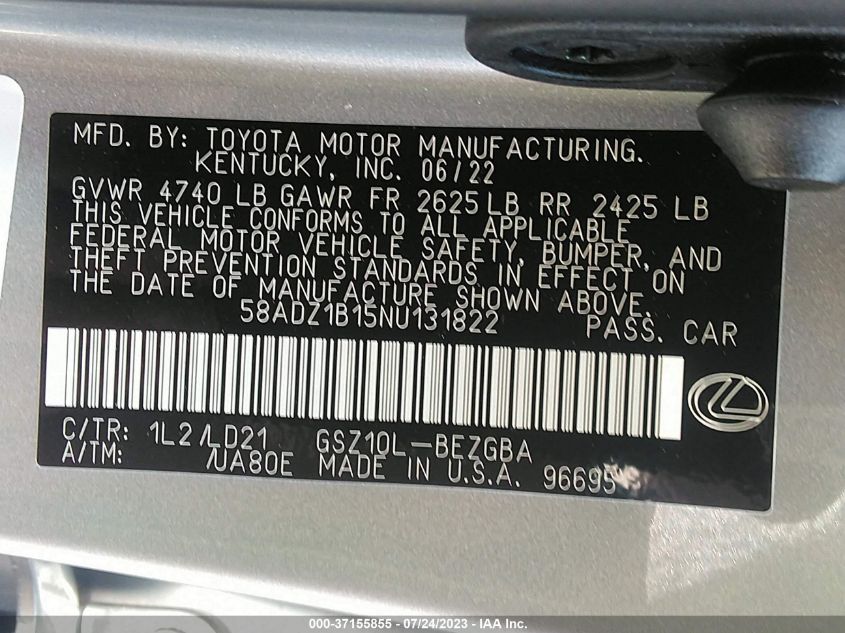 MFD. BY: TOYOTA MOTOR MANUFACTURING.
KENTUCKY, INC. 06/22
GVWR 4740 LB GAWR FR 2625 LB RR 2425 LB
THIS VEHICLE CONFORMS TO ALL APPLICABLE
FEDERAL MOTOR VEHICLE SAFETY, BUMPER, AND
THEFT PREVENTION STANDARDS IN EFFECT ON
THE DATE OF MANUFACTURE SHOWN ABOVE.
58ADZ1B15NU131822 PASS. CAR
C/TR: 1L2/LD21 GSZ10L-BEZGBA
A/TM: /UA80E MADE IN U.S.A. 96695
000-37155855 - 07/24/2023 - IAA Inc.